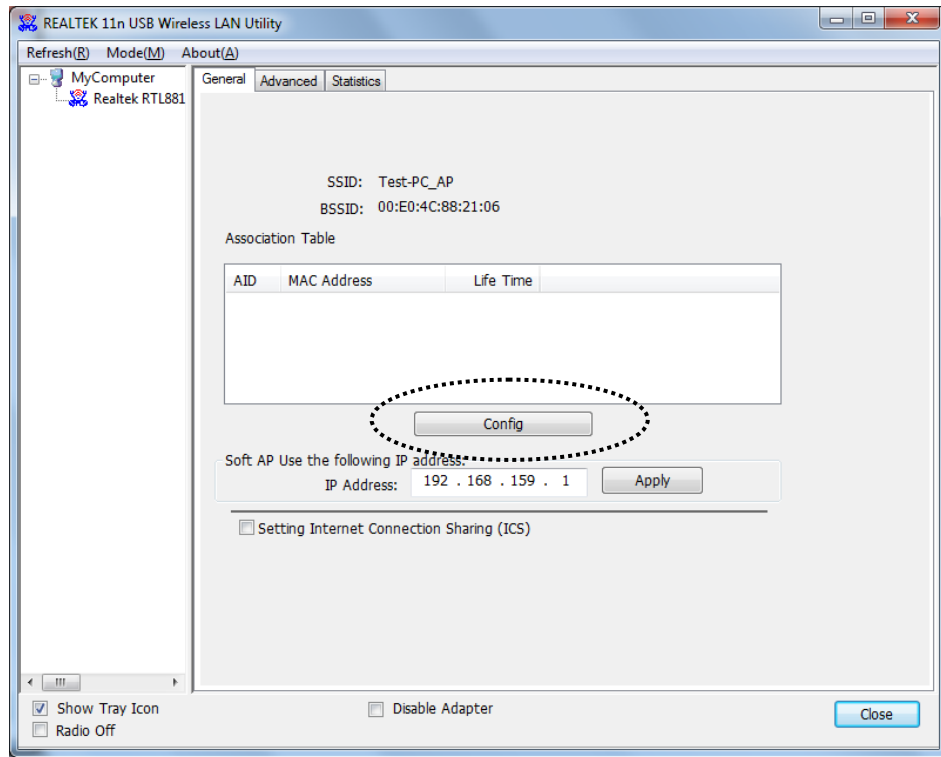 REALTEK 11n USB Wireless LAN Utility
Refresh(R) Mode(M) About(A)
MyComputer
Realtek RTL881
General Advanced Statistics
SSID: Test-PC_AP
BSSID: 00:E0:4C:88:21:06
Association Table
AID MAC Address Life Time
Config
Soft AP Use the following IP address:
IP Address: 192 . 168 . 159 . 1 Apply
Setting Internet Connection Sharing (ICS)
Show Tray Icon Disable Adapter Close
Radio Off